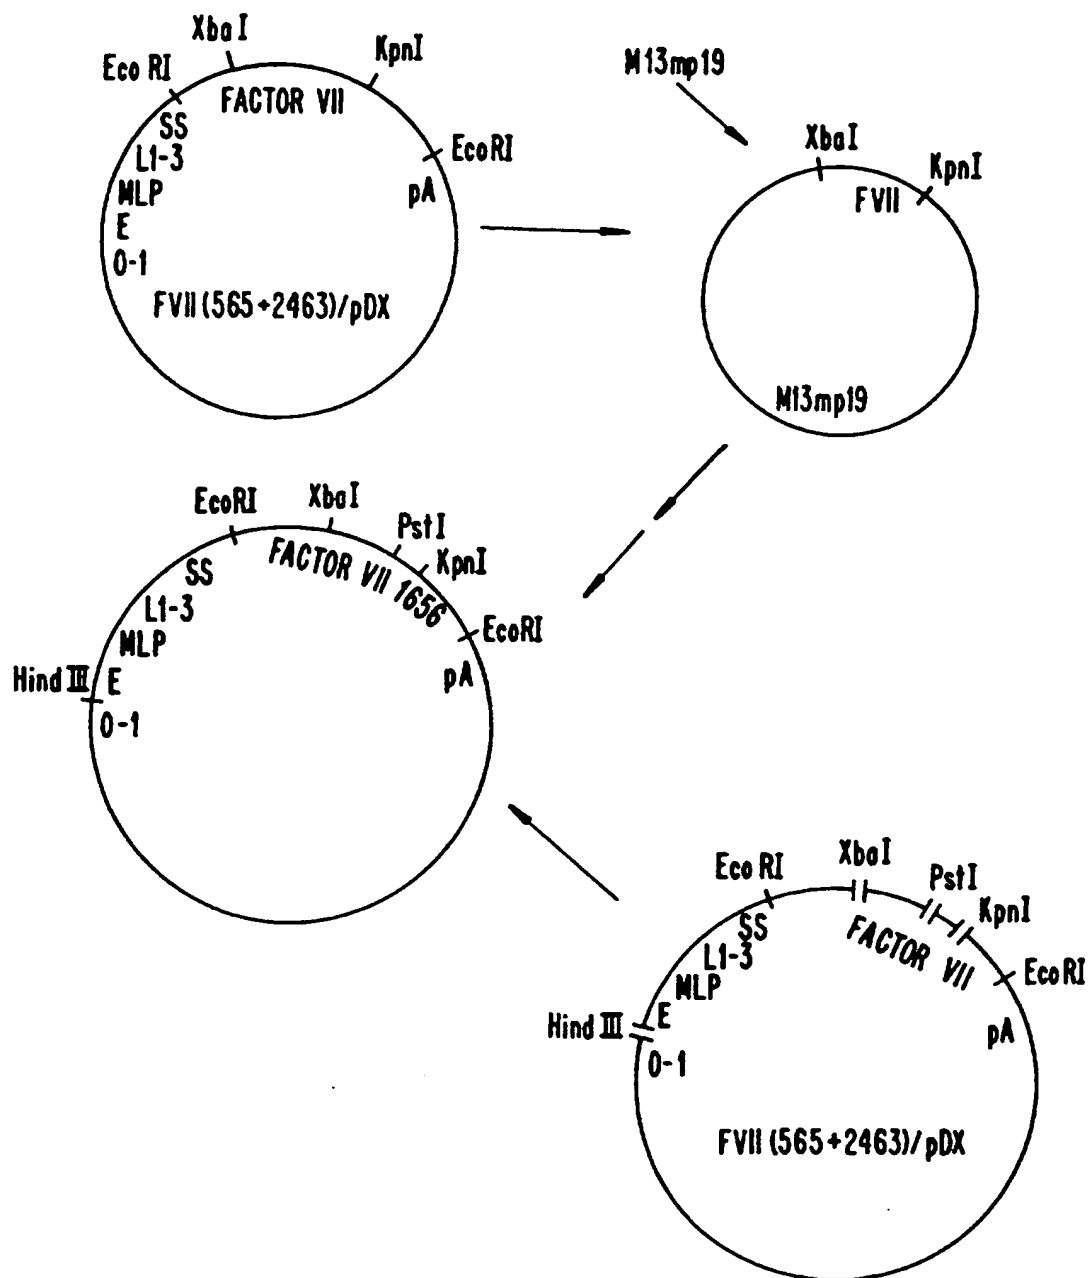 XbaI
KpnI
Eco RI
FACTOR VII
SS
L1-3
MLP
E
0-1
EcoRI
pA
FVII (565+2463)/pDX
M13mp19
XbaI
KpnI
FVII
M13mp19
EcoRI
XbaI
PstI
KpnI
SS
FACTOR VII 1656
L1-3
MLP
EcoRI
Hind III
E
pA
0-1
XbaI
Eco RI
PstI
KpnI
SS
FACTOR VII
L1-3
MLP
Eco RI
Hind III
E
pA
0-1
FVII (565+2463)/pDX